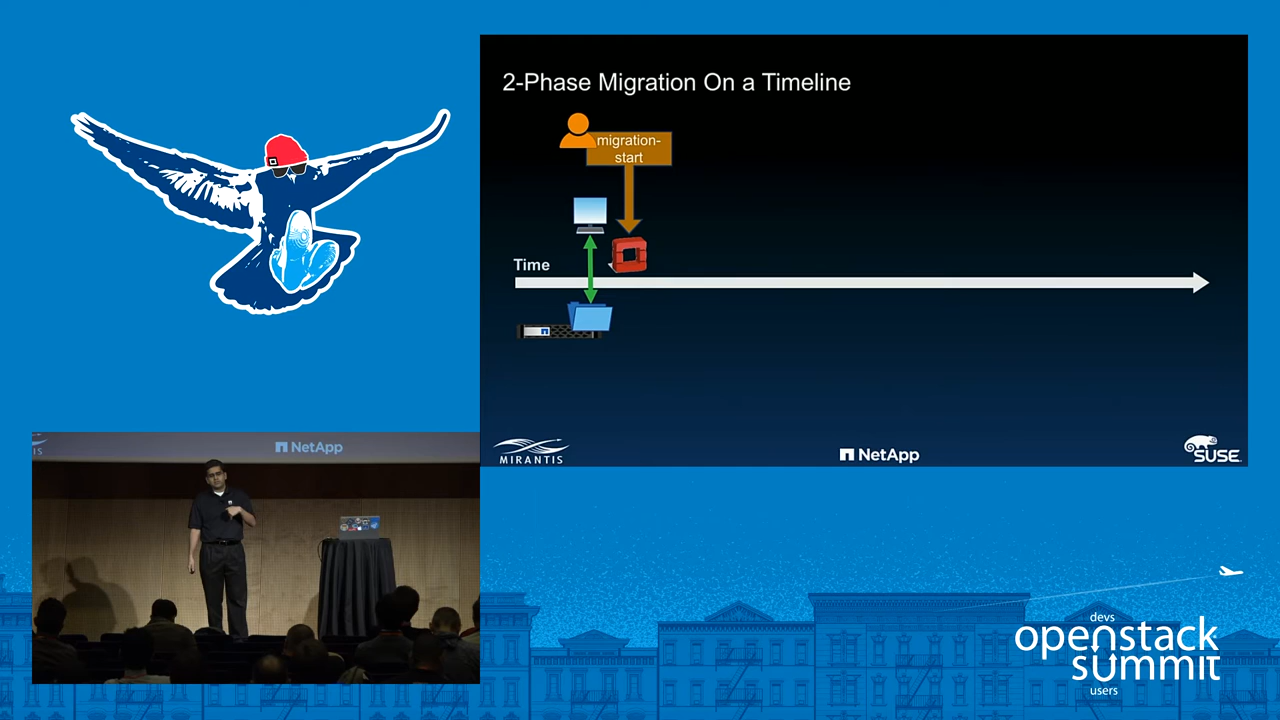 2-Phase Migration On a Timeline
migration-
start
Time
MIRANTIS
NetApp
SUSE
NetApp
devs
openstack
summit
users